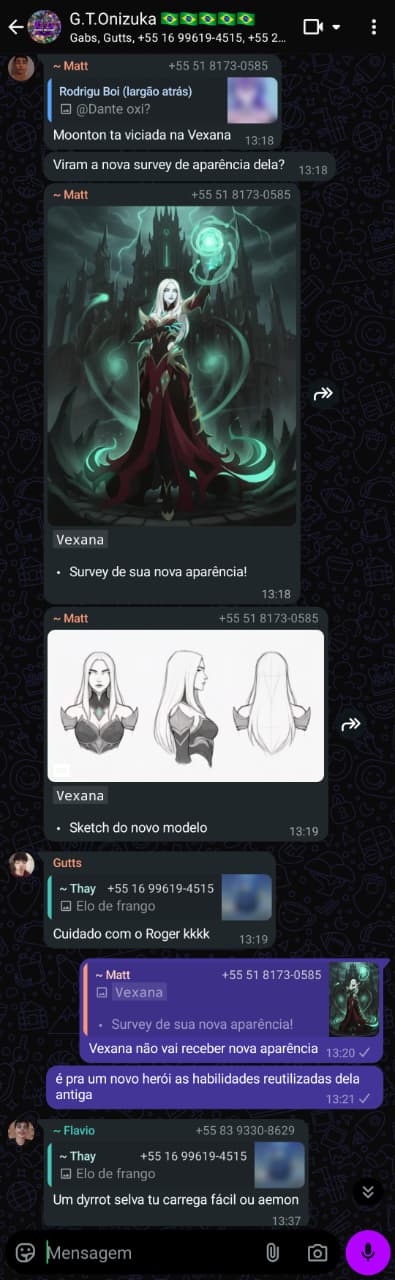 G.T.Onizuka 🇧🇷🇧🇷🇧🇷🇧🇷🇧🇷
Gabs, Gutts, +55 16 99619-4515, +55 2...
~ Matt +55 51 8173-0585
Rodrigu Boi (largão atrás)
@Dante oxi?
Moonton ta viciada na Vexana 13:18
Viram a nova survey de aparência dela? 13:18
~ Matt +55 51 8173-0585
Vexana
• Survey de sua nova aparência!
13:18
~ Matt +55 51 8173-0585
Vexana
• Sketch do novo modelo 13:19
Gutts
~ Thay +55 16 99619-4515
Elo de frango
Cuidado com o Roger kkkk 13:19
~ Matt +55 51 8173-0585
Vexana
• Survey de sua nova aparência!
Vexana não vai receber nova aparência 13:20
é pra um novo herói as habilidades reutilizadas dela
antiga 13:21
~ Flavio +55 83 9330-8629
~ Thay +55 16 99619-4515
Elo de frango
Um dyrrot selva tu carrega fácil ou aemon
13:37
Mensagem